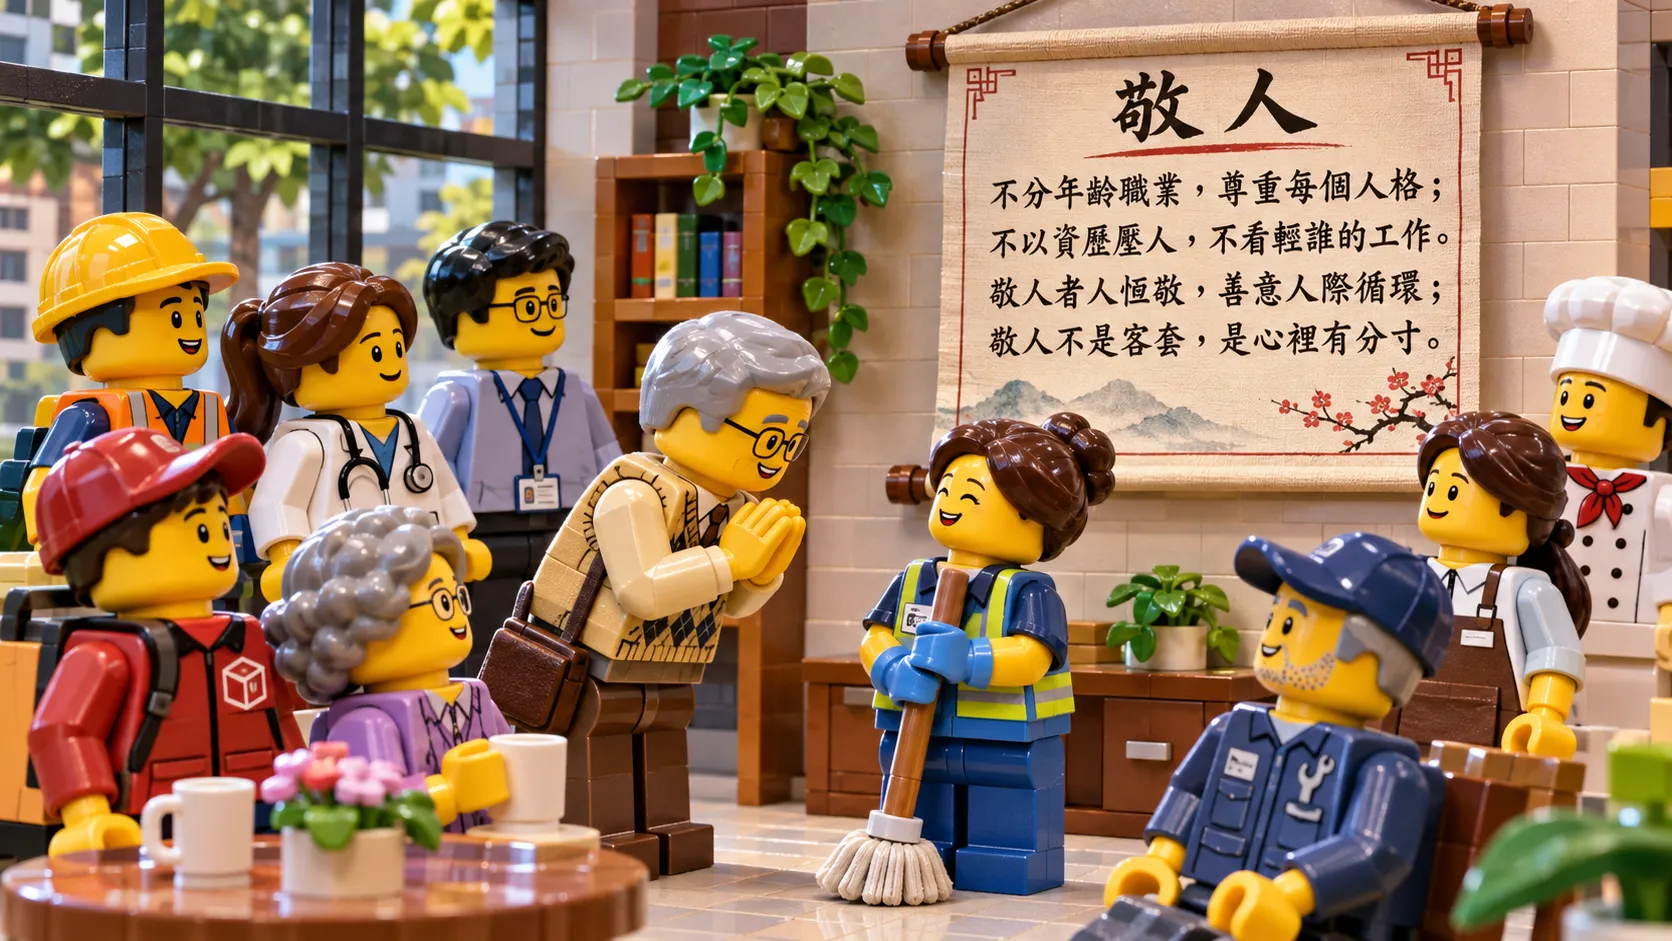 敬人
不分年齡職業，尊重每個人格；
不以資歷壓人，不看輕誰的工作。
敬人者人恆敬，善意人際循環；
敬人不是客套，是心裡有分寸。